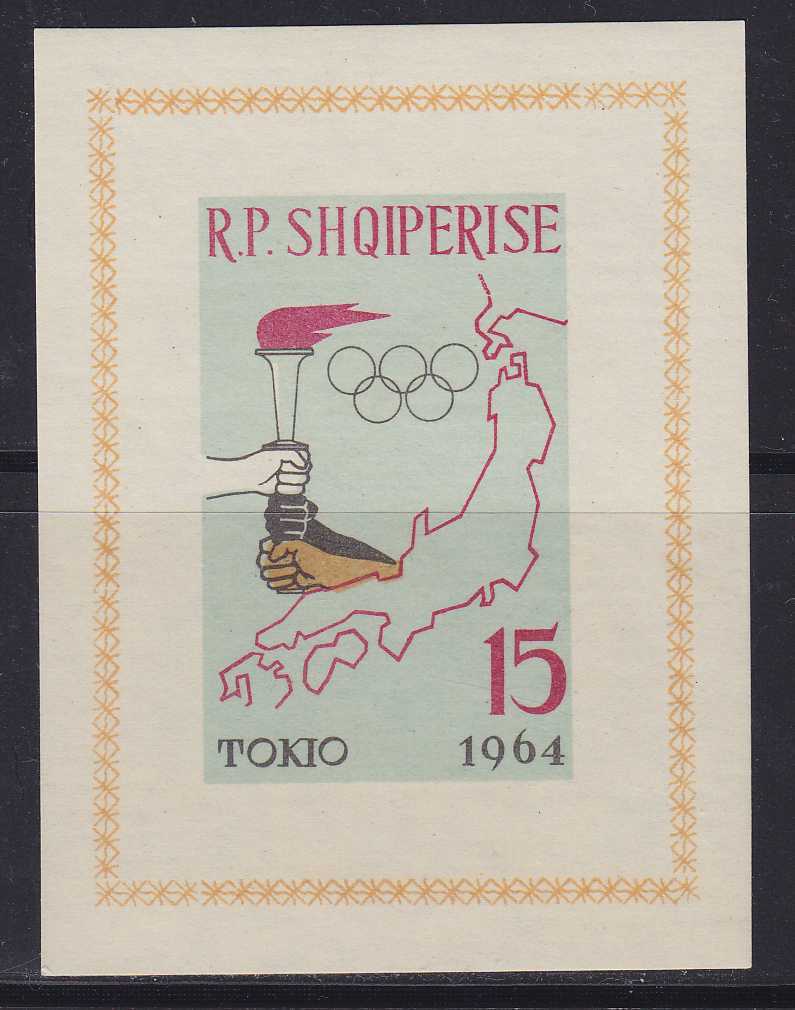 R.P. SHQIPERISE
15
TOKIO 1964